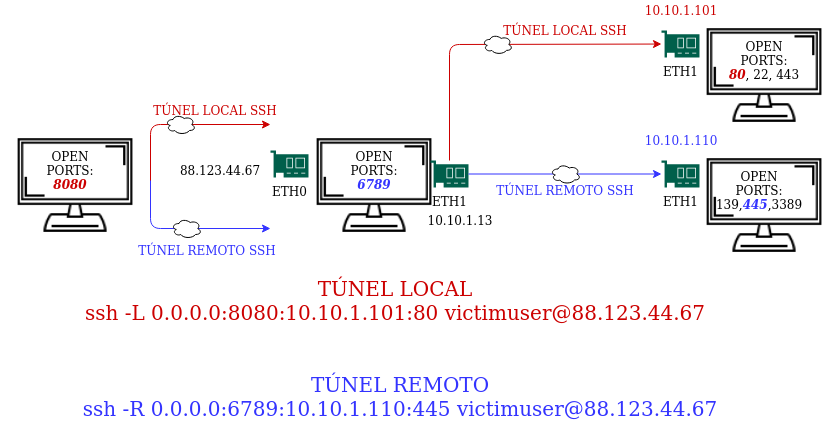 10.10.1.101
TÚNEL LOCAL SSH
OPEN
PORTS:
80, 22, 443
ETH1
TÚNEL LOCAL SSH
OPEN
PORTS:
8080
88.123.44.67
ETH0
OPEN
PORTS:
6789
ETH1
10.10.1.13
10.10.1.110
TÚNEL REMOTO SSH
OPEN
PORTS:
139,445,3389
ETH1
TÚNEL REMOTO SSH
TÚNEL LOCAL
ssh -L 0.0.0.0:8080:10.10.1.101:80 victimuser@88.123.44.67
TÚNEL REMOTO
ssh -R 0.0.0.0:6789:10.10.1.110:445 victimuser@88.123.44.67